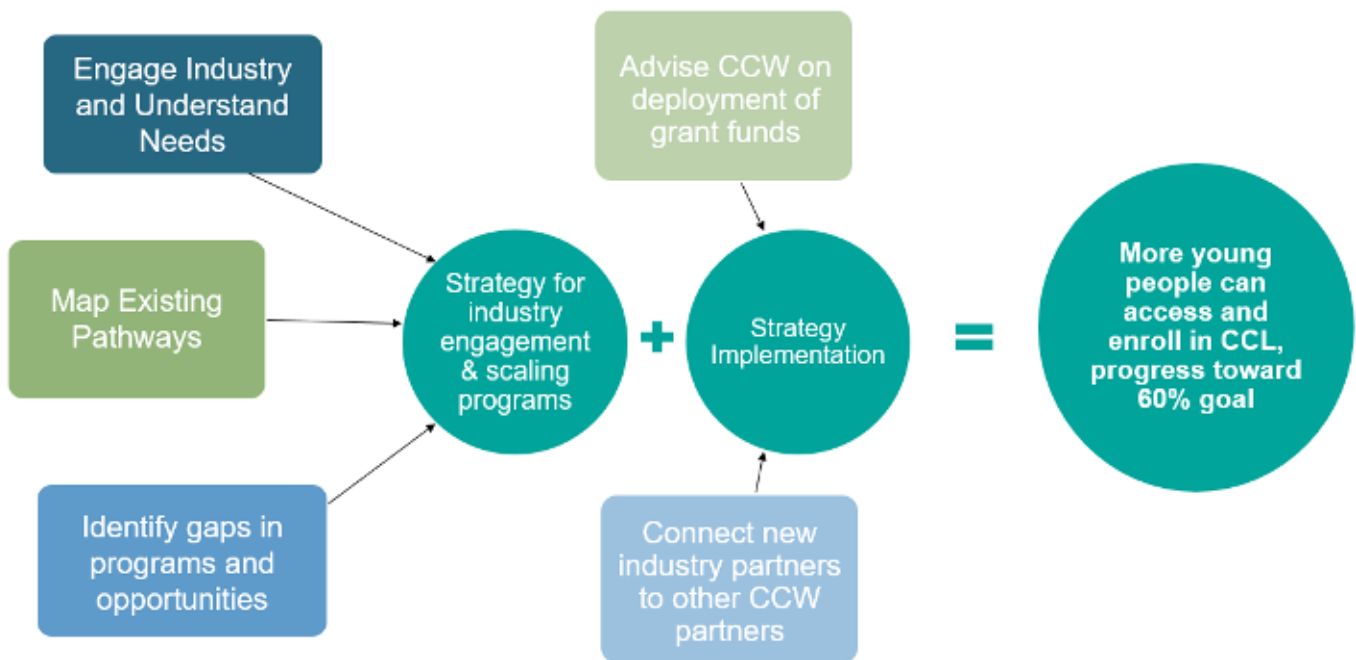 Engage Industry
and Understand
Needs
Map Existing
Pathways
Identify gaps in
programs and
opportunities
Strategy for
industry
engagement
& scaling
programs
+
Advise CCW on
deployment of
grant funds
Strategy
Implementation
Connect new
industry partners
to other CCW
partners
=
More young
people can
access and
enroll in CCL,
progress toward
60% goal